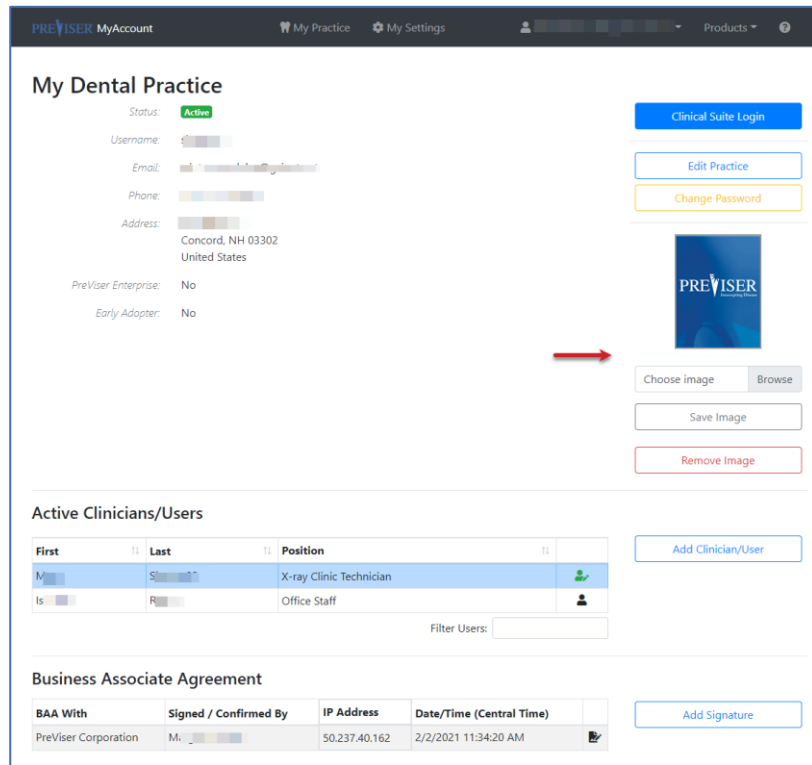 PREVISER MyAccount My Practice My Settings Products ?
My Dental Practice
Status: Active
Clinical Suite Login
Username:
Email:
Edit Practice
Phone:
Change Password
Address:
Concord, NH 03302
United States
PreViser Enterprise: No
Early Adopter: No
PREVISER
Intercepting Disease
Choose image Browse
Save Image
Remove Image
Active Clinicians/Users
Add Clinician/User
First Last Position
X-ray Clinic Technician
Office Staff
Filter Users:
Business Associate Agreement
Add Signature
BAA With Signed / Confirmed By IP Address Date/Time (Central Time)
PreViser Corporation 50.237.40.162 2/2/2021 11:34:20 AM